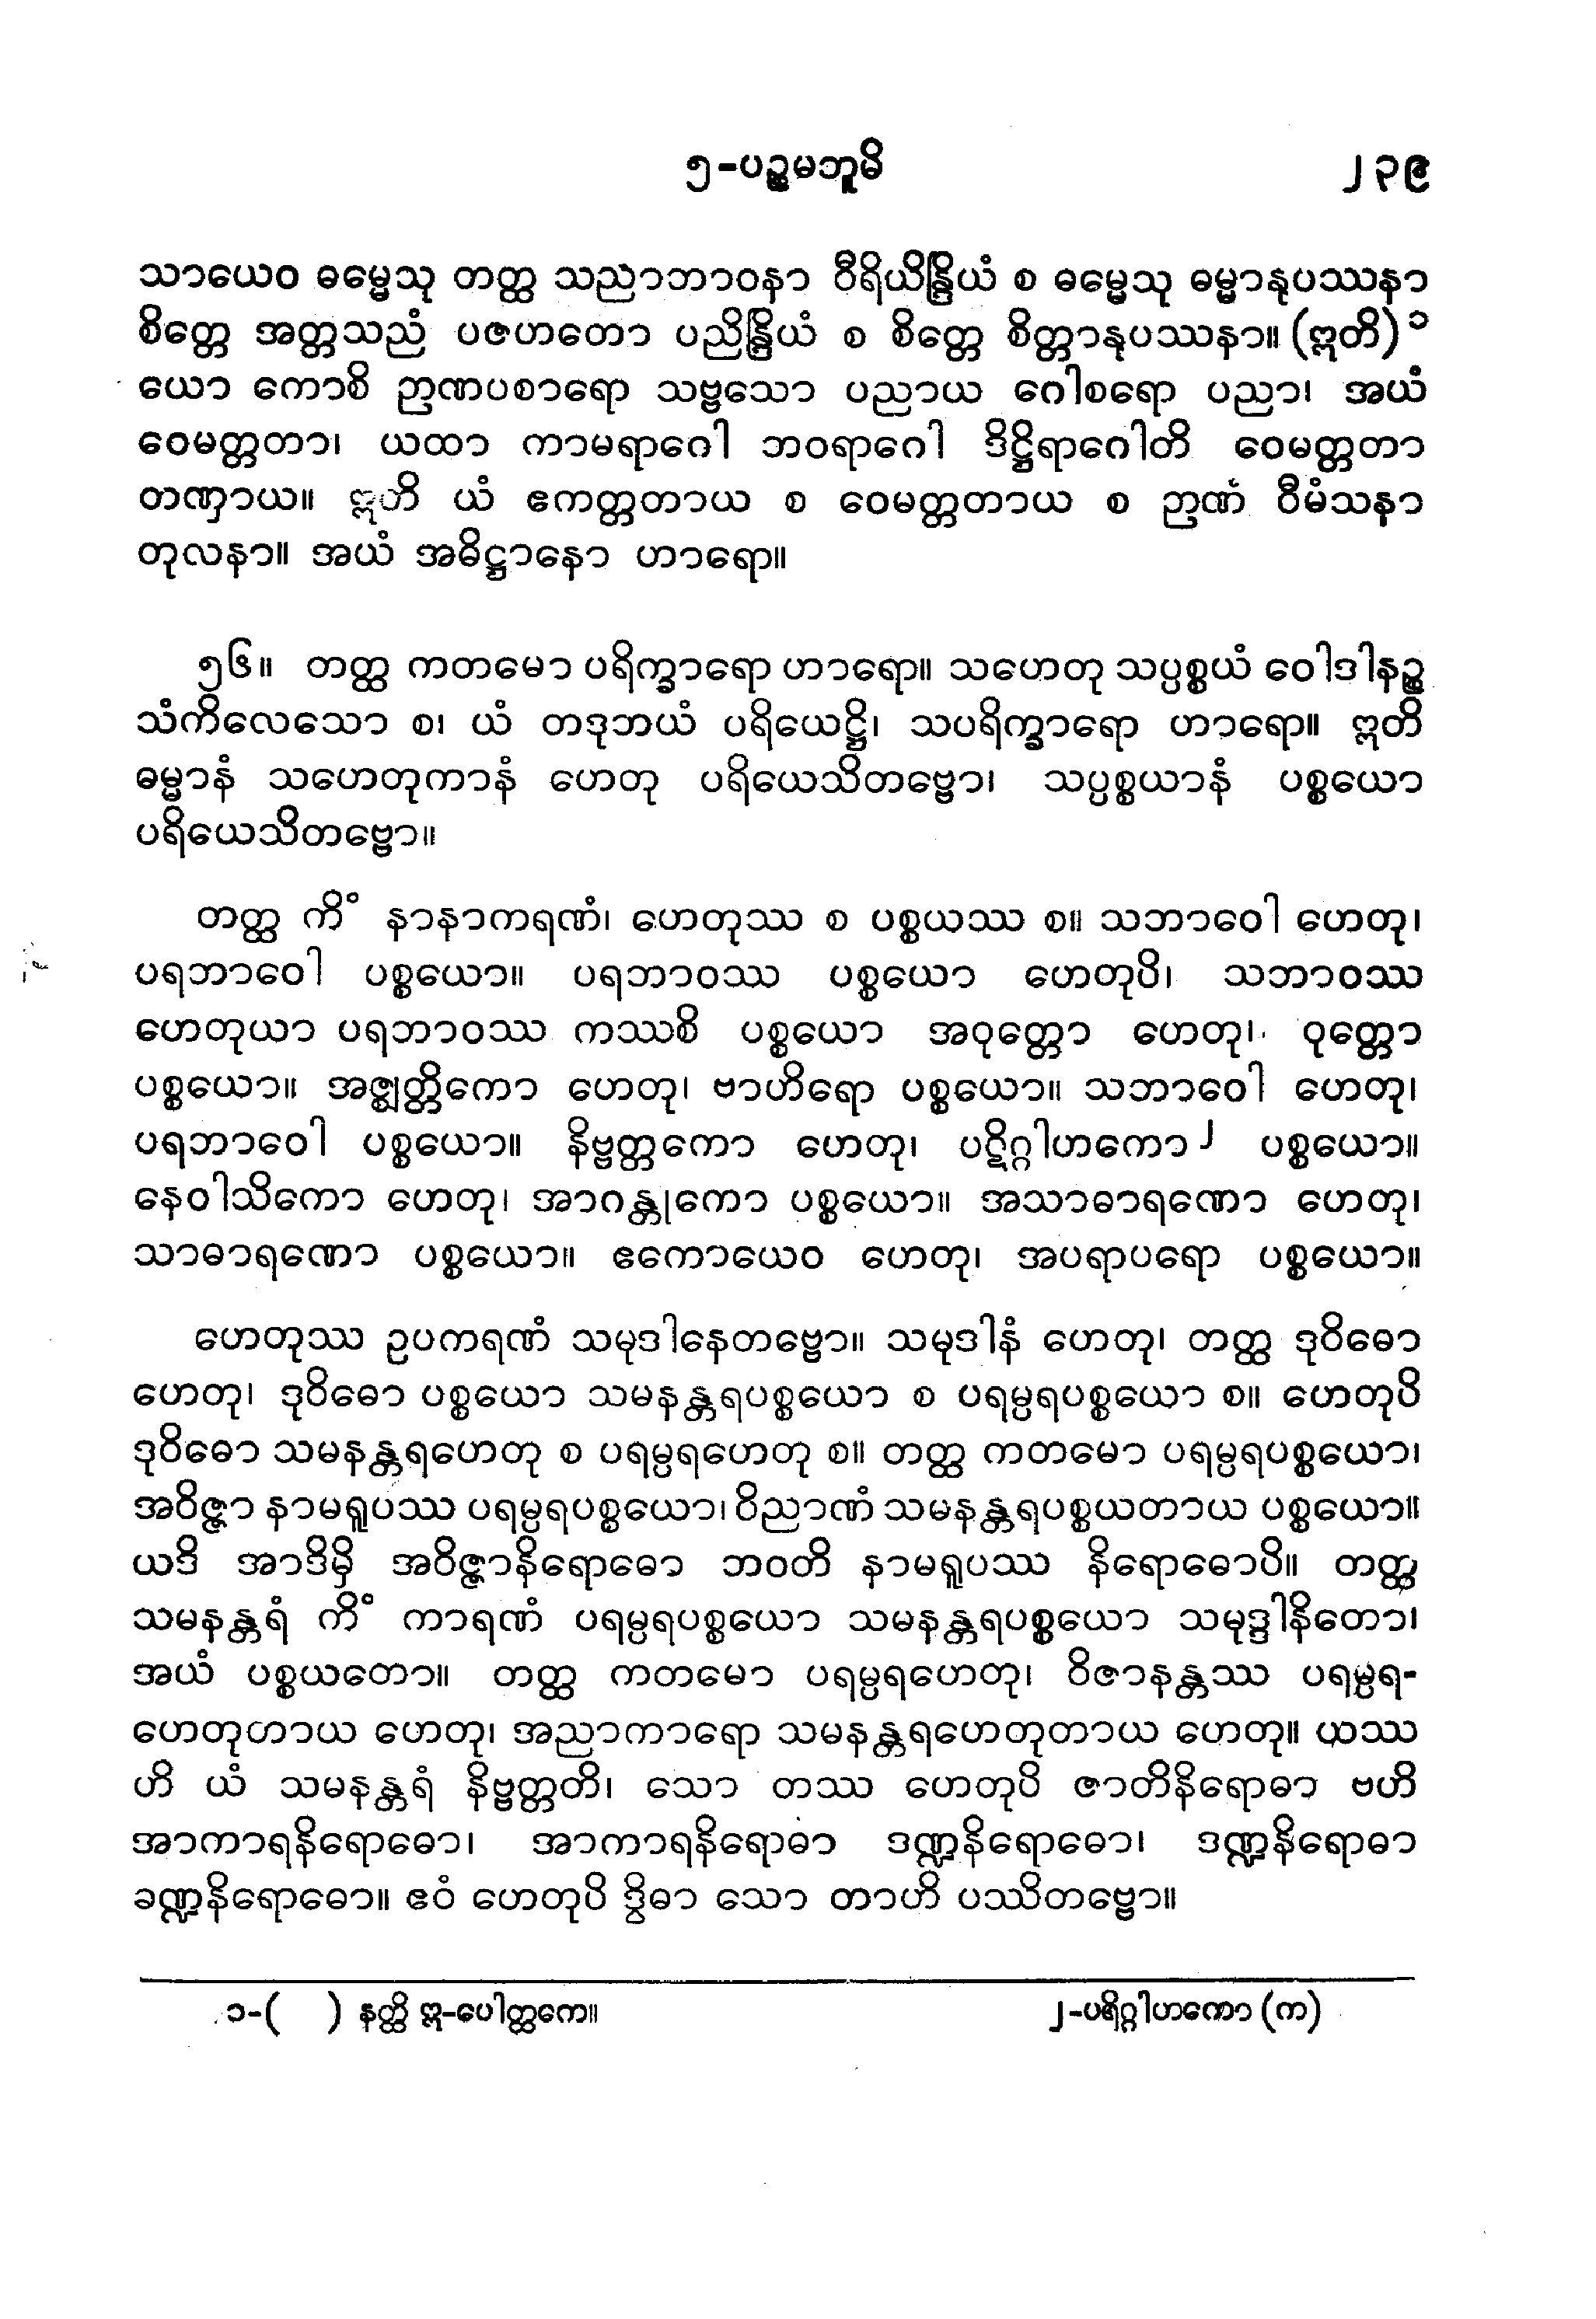 ၅-ပဉ္စမဘူမိ ၂၃၉
သာယေဝ ဓမ္မေသု တတ္ထ သညာဘာဝနာ ဝီရိယိန္ဒြိယံ စ ဓမ္မေသု ဓမ္မာနုပဿနာ
စိတ္တေ အတ္တသညံ ပဇဟတော ပညိန္ဒြိယံ စ စိတ္တေ စိတ္တာနုပဿနာ။ (ဣတိ)၁
ယော ကောစိ ဉာဏပစာရော သဗ္ဗသော ပညာယ ဂေါစရော ပညာ၊ အယံ
ဝေမတ္တတာ၊ ယထာ ကာမရာဂေါ ဘဝရာဂေါ ဒိဋ္ဌိရာဂေါတိ ဝေမတ္တတာ
တဏှာယ။ ဣဟိ ယံ ဧကတ္တတာယ စ ဝေမတ္တတာယ စ ဉာဏံ ဝီမံသနာ
တုလနာ။ အယံ အဓိဋ္ဌာနော ဟာရော။
၅၆။ တတ္ထ ကတမော ပရိက္ခာရော ဟာရော။ သဟေတု သပ္ပစ္စယံ ဝေါဒါနဉ္စ
သံကိလေသော စ၊ ယံ တဒုဘယံ ပရိယေဋ္ဌိ၊ သပရိက္ခာရော ဟာရော။ ဣတိ
ဓမ္မာနံ သဟေတုကာနံ ဟေတု ပရိယေသိတဗ္ဗော၊ သပ္ပစ္စယာနံ ပစ္စယော
ပရိယေသိတဗ္ဗော။
တတ္ထ ကိံ နာနာကရဏံ၊ ဟေတုဿ စ ပစ္စယဿ စ။ သဘာဝေါ ဟေတု၊
ပရဘာဝေါ ပစ္စယော။ ပရဘာဝဿ ပစ္စယော ဟေတုပိ၊ သဘာဝဿ
ဟေတုယာ ပရဘာဝဿ ကဿစိ ပစ္စယော အဝုတ္တော ဟေတု၊ ဝုတ္တော
ပစ္စယော။ အဇ္ဈတ္တိကော ဟေတု၊ ဗာဟိရော ပစ္စယော။ သဘာဝေါ ဟေတု၊
ပရဘာဝေါ ပစ္စယော။ နိဗ္ဗတ္တကော ဟေတု၊ ပဋိဂ္ဂါဟကော၂ ပစ္စယော။
နေဝါသိကော ဟေတု၊ အာဂန္တုကော ပစ္စယော။ အသာဓာရဏော ဟေတု၊
သာဓာရဏော ပစ္စယော။ ဧကောယေဝ ဟေတု၊ အပရာပရော ပစ္စယော။
ဟေတုဿ ဥပကရဏံ သမုဒါနေတဗ္ဗော။ သမုဒါနံ ဟေတု၊ တတ္ထ ဒုဝိဓော
ဟေတု၊ ဒုဝိဓော ပစ္စယော သမနန္တရပစ္စယော စ ပရမ္ပရပစ္စယော စ။ ဟေတုပိ
ဒုဝိဓော သမနန္တရဟေတု စ ပရမ္ပရဟေတု စ။ တတ္ထ ကတမော ပရမ္ပရပစ္စယော၊
အဝိဇ္ဇာ နာမရူပဿ ပရမ္ပရပစ္စယော၊ ဝိညာဏံ သမနန္တရပစ္စယတာယ ပစ္စယော။
ယဒိ အာဒိမှိ အဝိဇ္ဇာနိရောဓော ဘဝတိ နာမရူပဿ နိရောဓောပိ။ တတ္ထ
သမနန္တရံ ကိံ ကာရဏံ ပရမ္ပရပစ္စယော သမနန္တရပစ္စယော သမုဒ္ဒါနိတော၊
အယံ ပစ္စယတော။ တတ္ထ ကတမော ပရမ္ပရဟေတု၊ ဝိဇာနန္တဿ ပရမ္ပရ-
ဟေတုတာယ ဟေတု၊ အညာကာရော သမနန္တရဟေတုတာယ ဟေတု။ ယဿ
ဟိ ယံ သမနန္တရံ နိဗ္ဗတ္တတိ၊ သော တဿ ဟေတုပိ ဇာတိနိရောဓာ ဗဟိ
အာကာရနိရောဓော၊ အာကာရနိရောဓာ ဒဏ္ဍနိရောဓော၊ ဒဏ္ဍနိရောဓာ
ခဏ္ဍနိရောဓော။ ဧဝံ ဟေတုပိ ဒွိဓာ သော တာဟိ ပဿိတဗ္ဗော။
၁-( ) နတ္ထိ ဣ-ပေါတ္ထကေ။ ၂-ပရိဂ္ဂါဟကော (က)